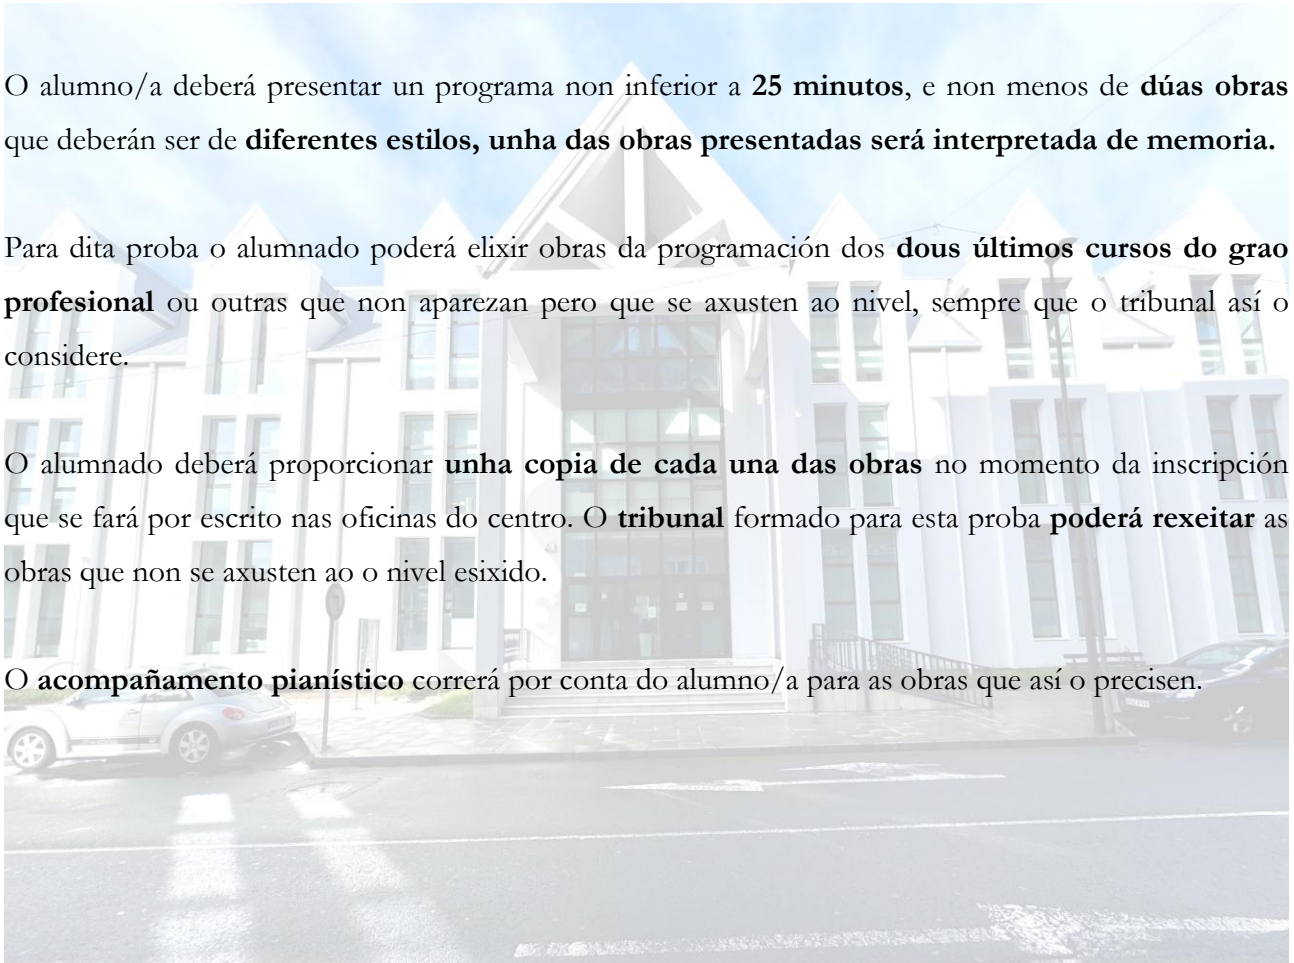 O alumno/a deberá presentar un programa non inferior a 25 minutos, e non menos de dúas obras
que deberán ser de diferentes estilos, unha das obras presentadas será interpretada de memoria.
Para dita proba o alumnado poderá elixir obras da programación dos dous últimos cursos do grao
profesional ou outras que non aparezan pero que se axusten ao nivel, sempre que o tribunal así o
considere.
O alumnado deberá proporcionar unha copia de cada una das obras no momento da inscripción
que se fará por escrito nas oficinas do centro. O tribunal formado para esta proba poderá rexeitar as
obras que non se axusten ao o nivel esixido.
O acompañamento pianístico correrá por conta do alumno/a para as obras que así o precisen.